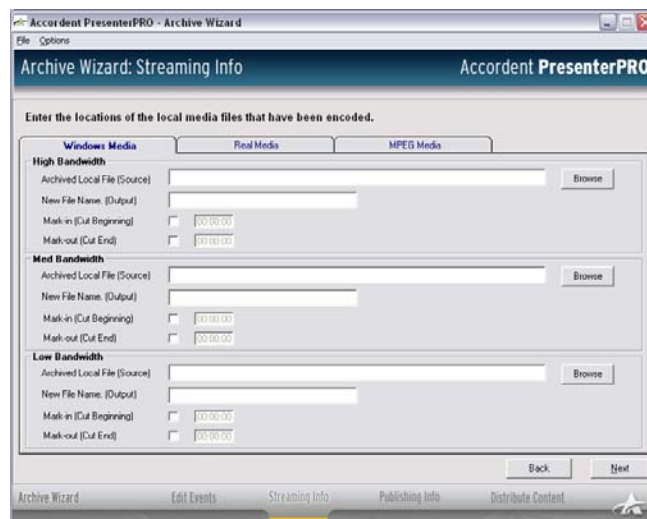 Accordent PresenterPRO - Archive Wizard
File Options
Archive Wizard: Streaming Info Accordent PresenterPRO
Enter the locations of the local media files that have been encoded.
Windows Media Real Media MPEG Media
High Bandwidth
Archived Local File (Source) Browse
New File Name. (Output)
Mark-in (Cut Beginning) 00:00:00
Mark-out (Cut End) 00:00:00
Med Bandwidth
Archived Local File (Source) Browse
New File Name. (Output)
Mark-in (Cut Beginning) 00:00:00
Mark-out (Cut End) 00:00:00
Low Bandwidth
Archived Local File (Source) Browse
New File Name. (Output)
Mark-in (Cut Beginning) 00:00:00
Mark-out (Cut End) 00:00:00
Back Next
Archive Wizard Edit Events Streaming Info Publishing Info Distribute Content